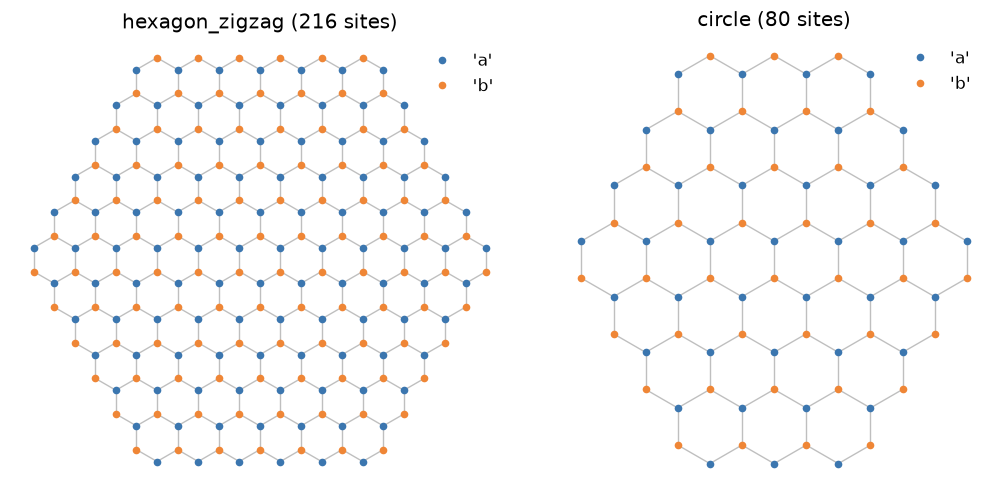 hexagon_zigzag (216 sites)
'a'
'b'
circle (80 sites)
'a'
'b'